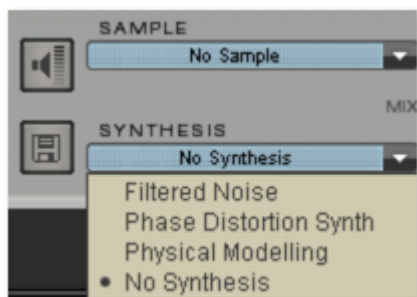 SAMPLE
No Sample
MIX
SYNTHESIS
No Synthesis
Filtered Noise
Phase Distortion Synth
Physical Modelling
• No Synthesis